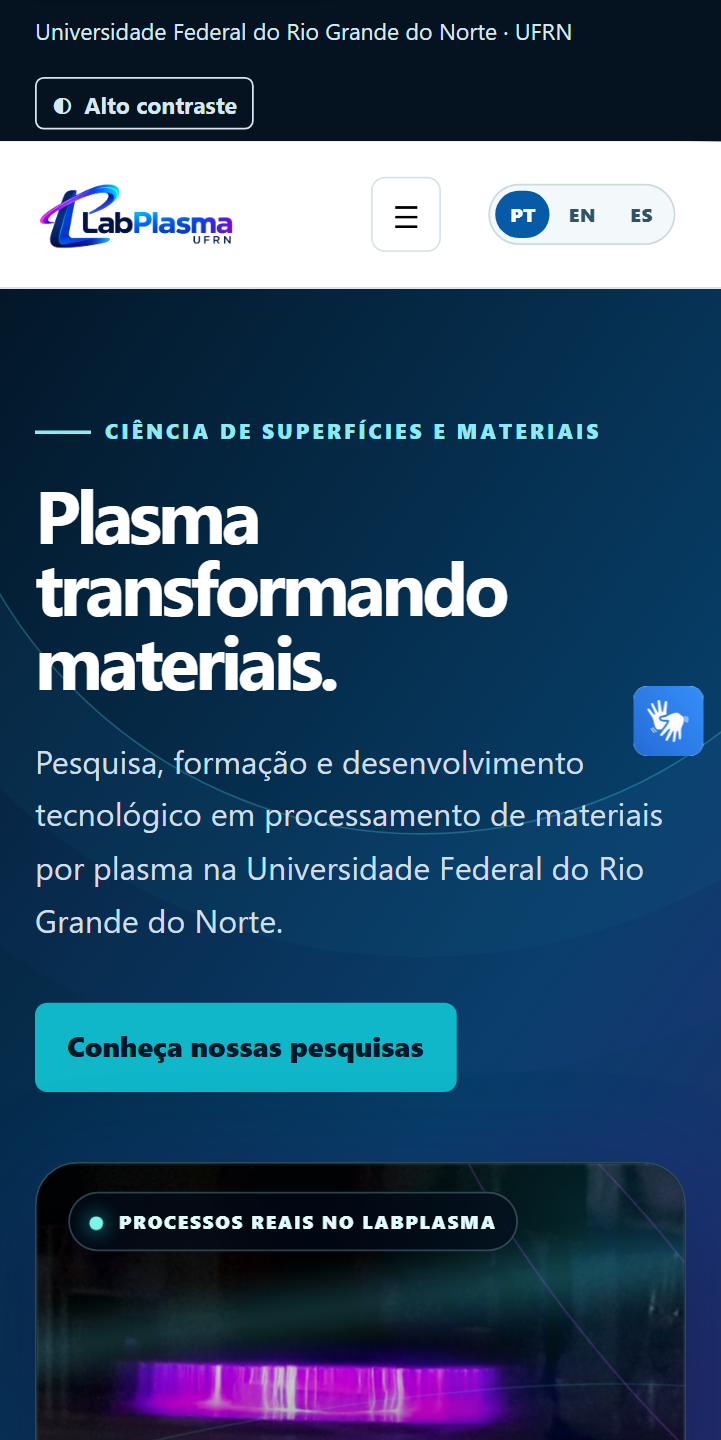 Universidade Federal do Rio Grande do Norte · UFRN
Alto contraste
LabPlasma
UFRN
PT EN ES
CIÊNCIA DE SUPERFÍCIES E MATERIAIS
Plasma
transformando
materiais.
Pesquisa, formação e desenvolvimento
tecnológico em processamento de materiais
por plasma na Universidade Federal do Rio
Grande do Norte.
Conheça nossas pesquisas
PROCESSOS REAIS NO LABPLASMA